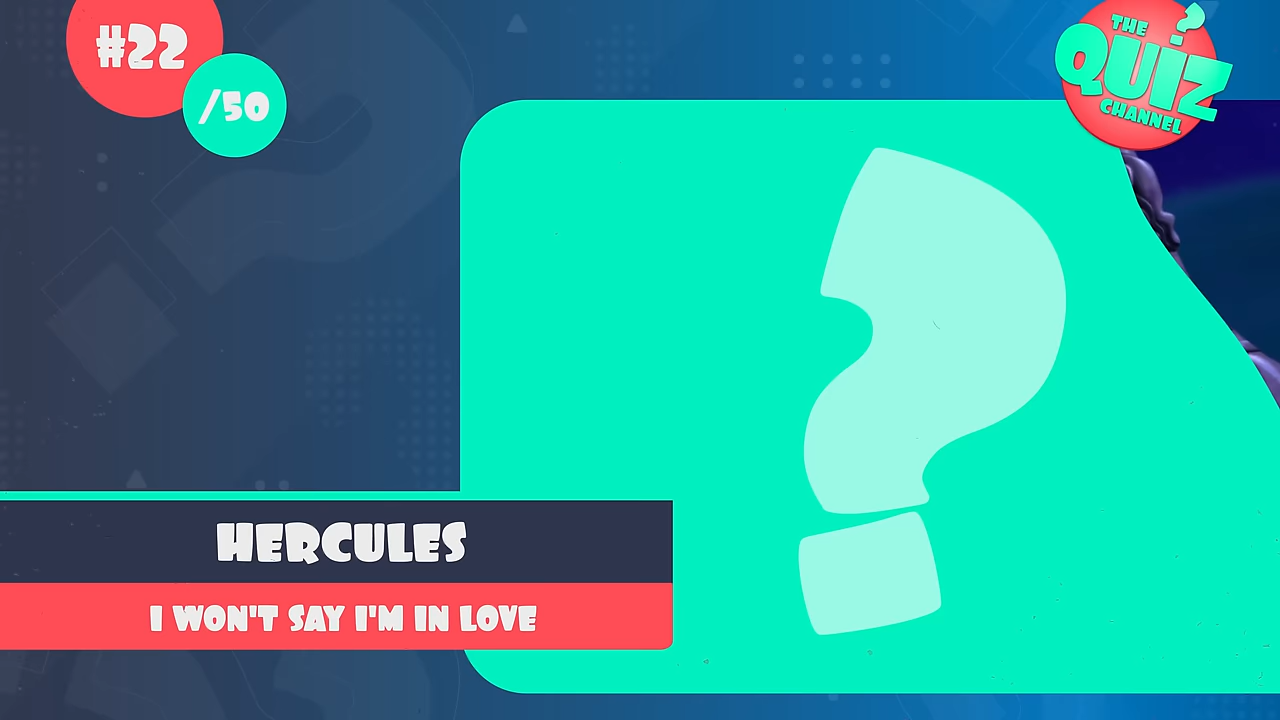 #22
/50
THE
QUIZ
CHANNEL
HERCULES
I WON'T SAY I'M IN LOVE